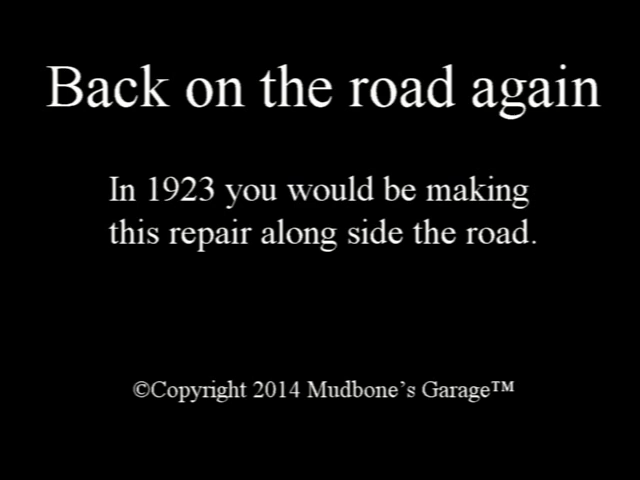 Back on the road again
In 1923 you would be making
this repair along side the road.
©Copyright 2014 Mudbone’s Garage™